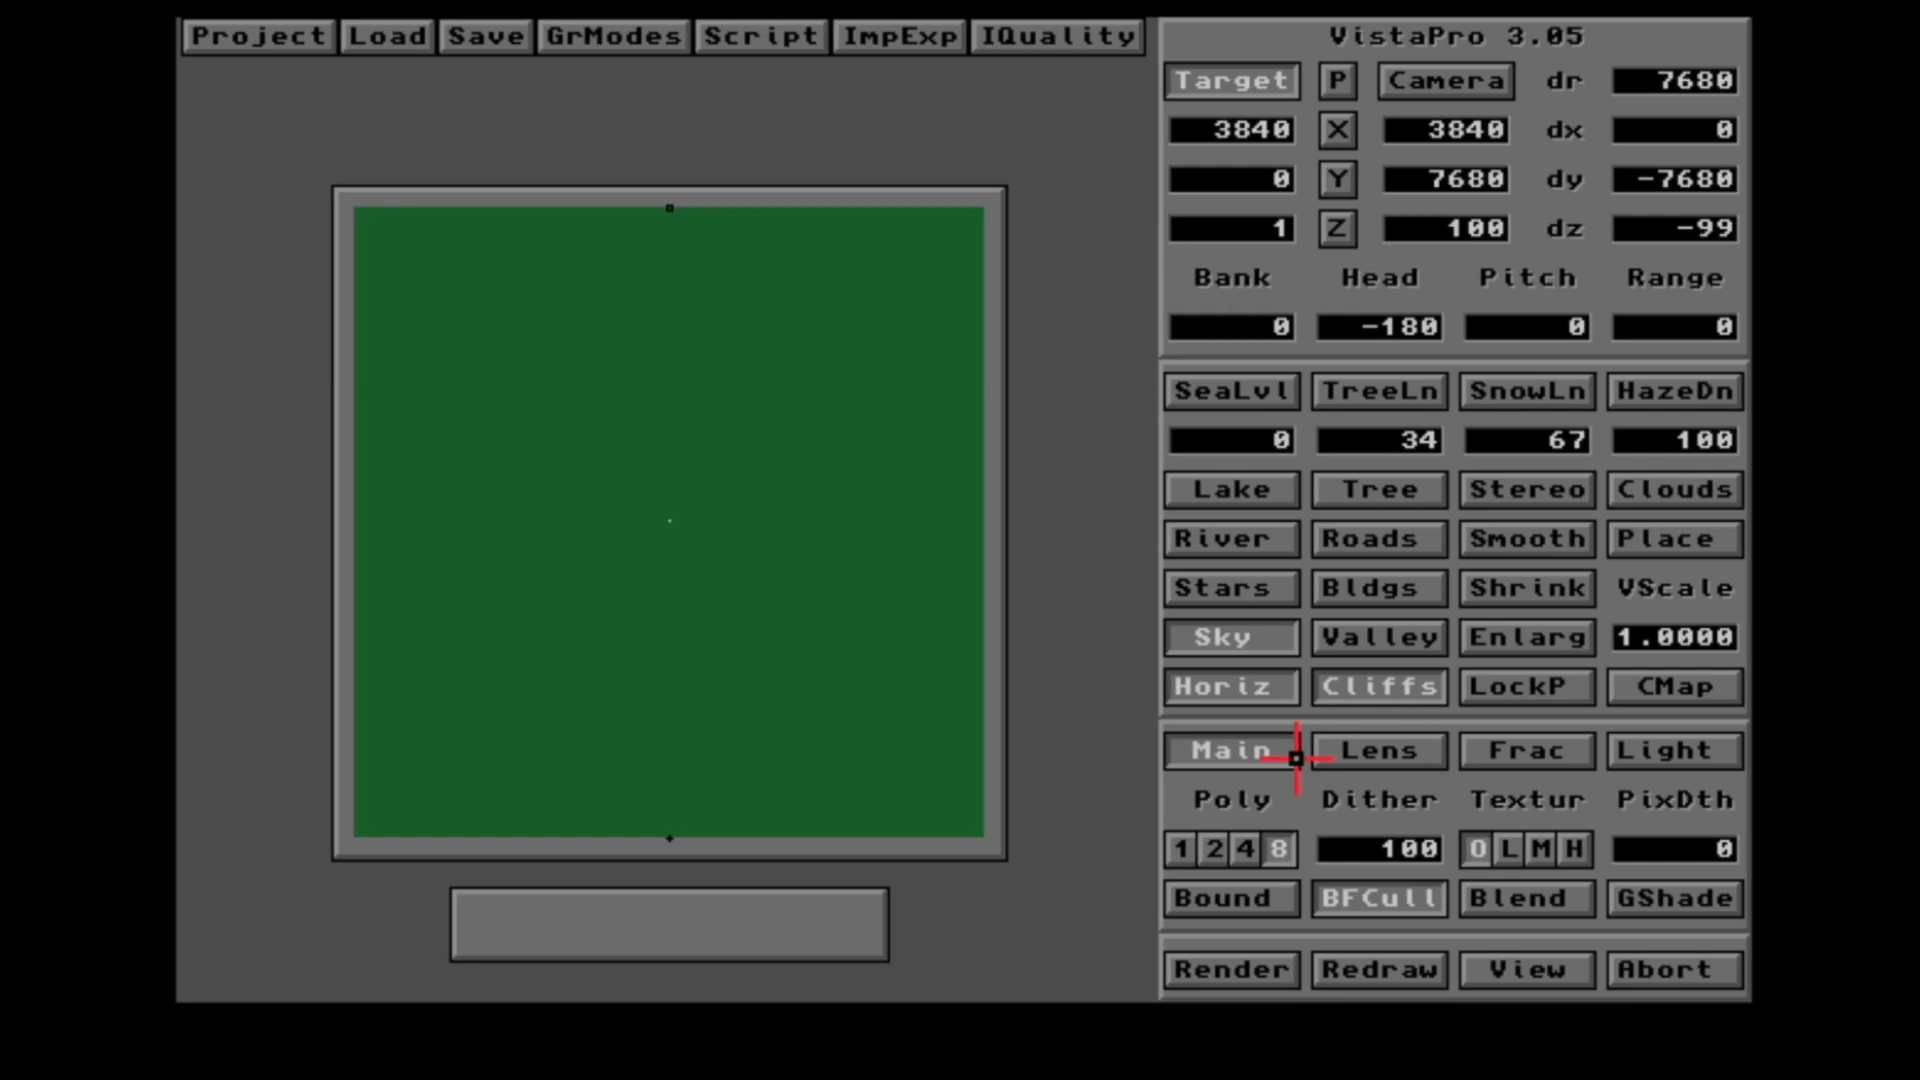 Project Load Save GrModes Script ImpExp IQuality
VistaPro 3.05
Target P Camera dr 7680
3840 X 3840 dx 0
0 Y 7680 dy -7680
1 Z 100 dz -99
Bank Head Pitch Range
0 -180 0 0
SeaLvl TreeLn SnowLn HazeDn
0 34 67 100
Lake Tree Stereo Clouds
River Roads Smooth Place
Stars Bldgs Shrink VScale
Sky Valley Enlarg 1.0000
Horiz Cliffs LockP CMap
Main Lens Frac Light
Poly Dither Textur PixDth
1 2 4 8 100 O L M H 0
Bound BFCull Blend GShade
Render Redraw View Abort